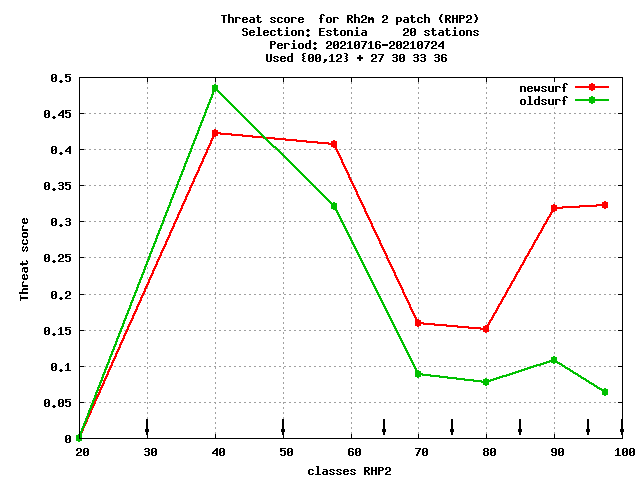 Threat score  for Rh2m 2 patch (RHP2)
Selection: Estonia     20 stations
Period: 20210716-20210724
Used {00,12} + 27 30 33 36
newsurf
oldsurf
0.5
0.45
0.4
0.35
0.3
0.25
0.2
0.15
0.1
0.05
0
Threat score
20 30 40 50 60 70 80 90 100
classes RHP2